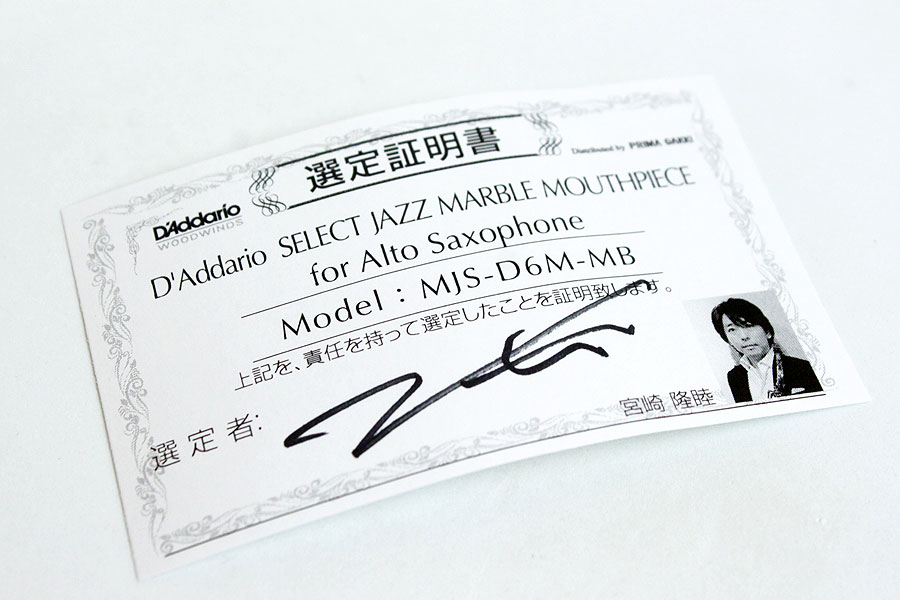 選定証明書
Distributed by PRIMA GAKKI
D'Addario
WOODWINDS
D'Addario SELECT JAZZ MARBLE MOUTHPIECE
for Alto Saxophone
Model : MJS-D6M-MB
上記を、責任を持って選定したことを証明致します。
選定者:
宮崎 隆睦